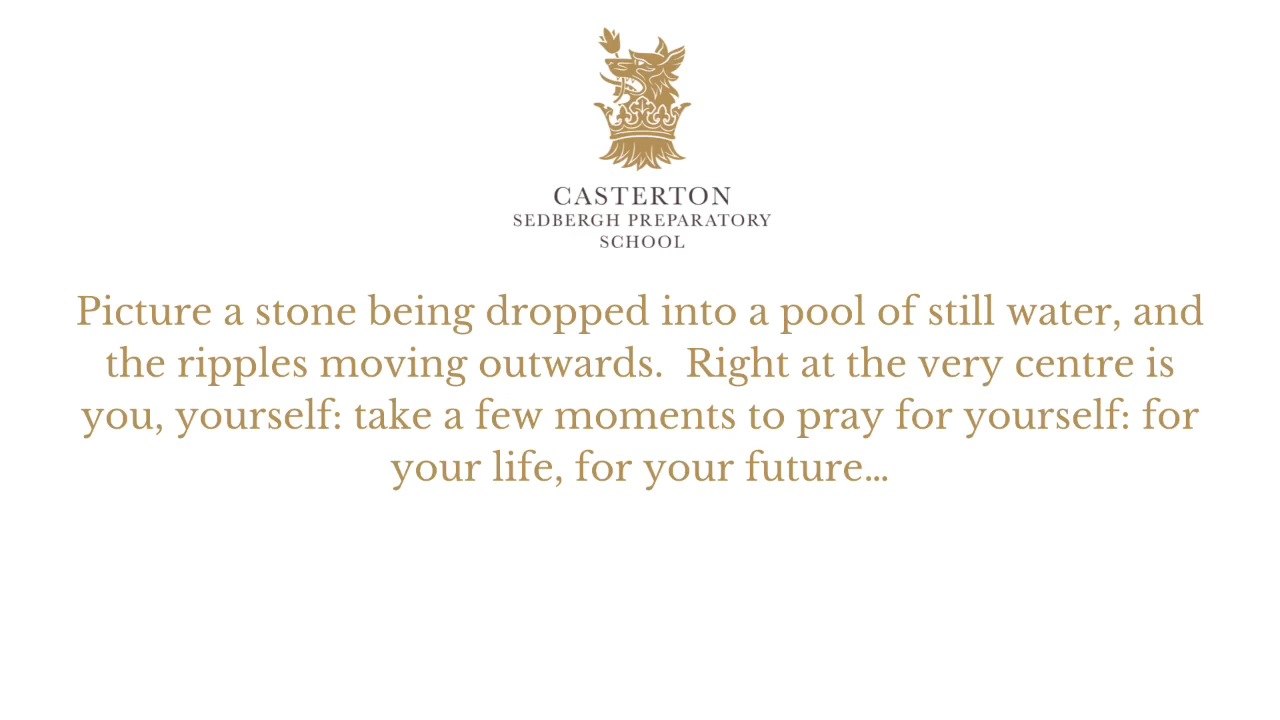 CASTERTON
SEDBERGH PREPARATORY
SCHOOL
Picture a stone being dropped into a pool of still water, and
the ripples moving outwards.  Right at the very centre is
you, yourself: take a few moments to pray for yourself: for
your life, for your future…